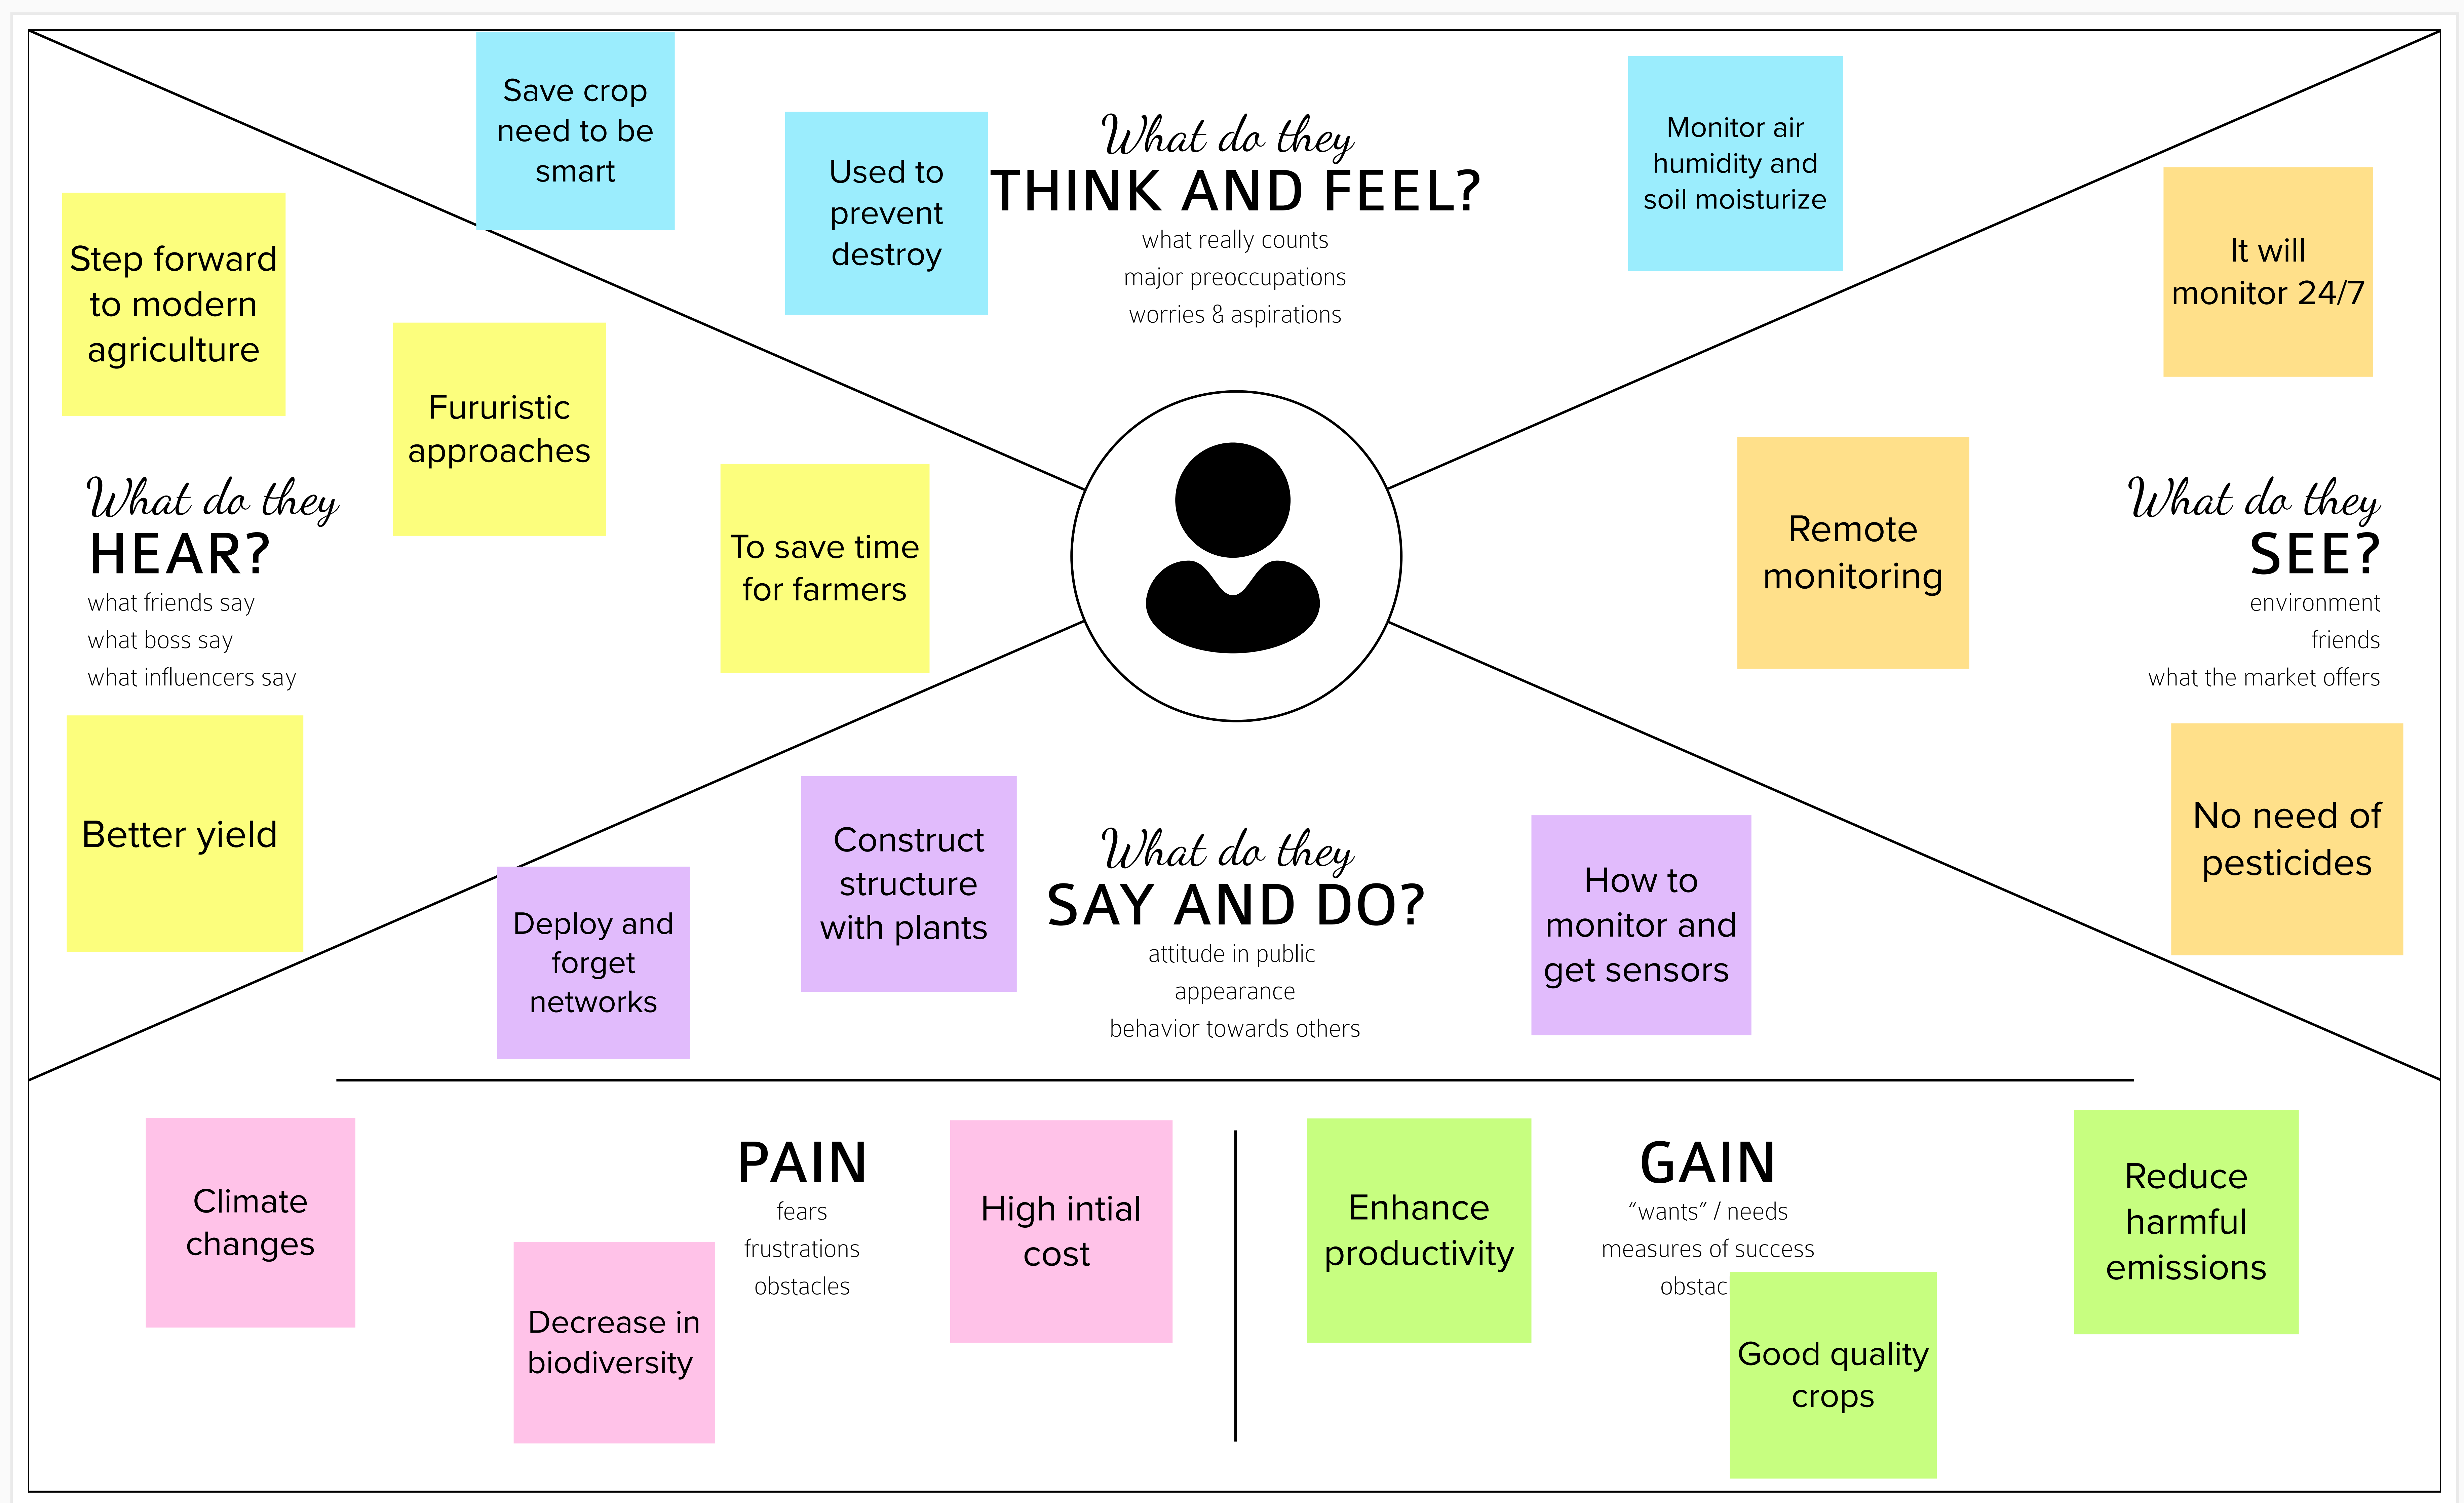 Save crop
need to be
smart
Used to
prevent
destroy
What do they
THINK AND FEEL?
what really counts
major preoccupations
worries & aspirations
Monitor air
humidity and
soil moisturize
Step forward
to modern
agriculture
Fururistic
approaches
To save time
for farmers
What do they
HEAR?
what friends say
what boss say
what influencers say
Better yield
It will
monitor 24/7
Remote
monitoring
What do they
SEE?
environment
friends
what the market offers
No need of
pesticides
Deploy and
forget
networks
Construct
structure
with plants
What do they
SAY AND DO?
attitude in public
appearance
behavior towards others
How to
monitor and
get sensors
Climate
changes
Decrease in
biodiversity
PAIN
fears
frustrations
obstacles
High intial
cost
Enhance
productivity
GAIN
“wants” / needs
measures of success
Good quality
crops
Reduce
harmful
emissions